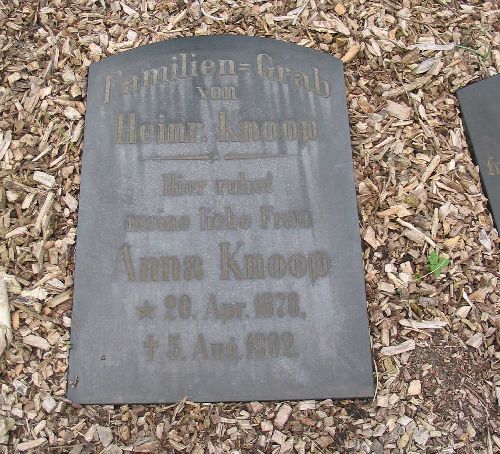 Familien=Grab
von
Heinr. Knoop
Hier ruhet
meine liebe Frau
Anna Knoop
* 20. Apr. 1878,
† 5. Aug. 1902.